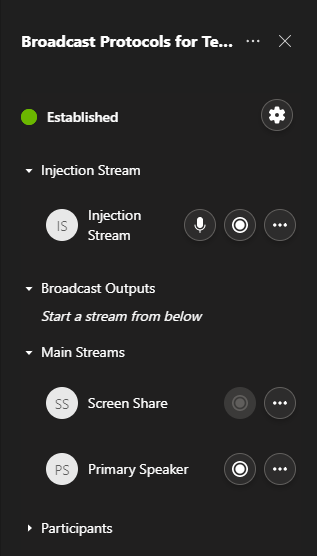 Broadcast Protocols for Te...
Established
Injection Stream
IS
Injection
Stream
Broadcast Outputs
Start a stream from below
Main Streams
SS
Screen Share
PS
Primary Speaker
Participants